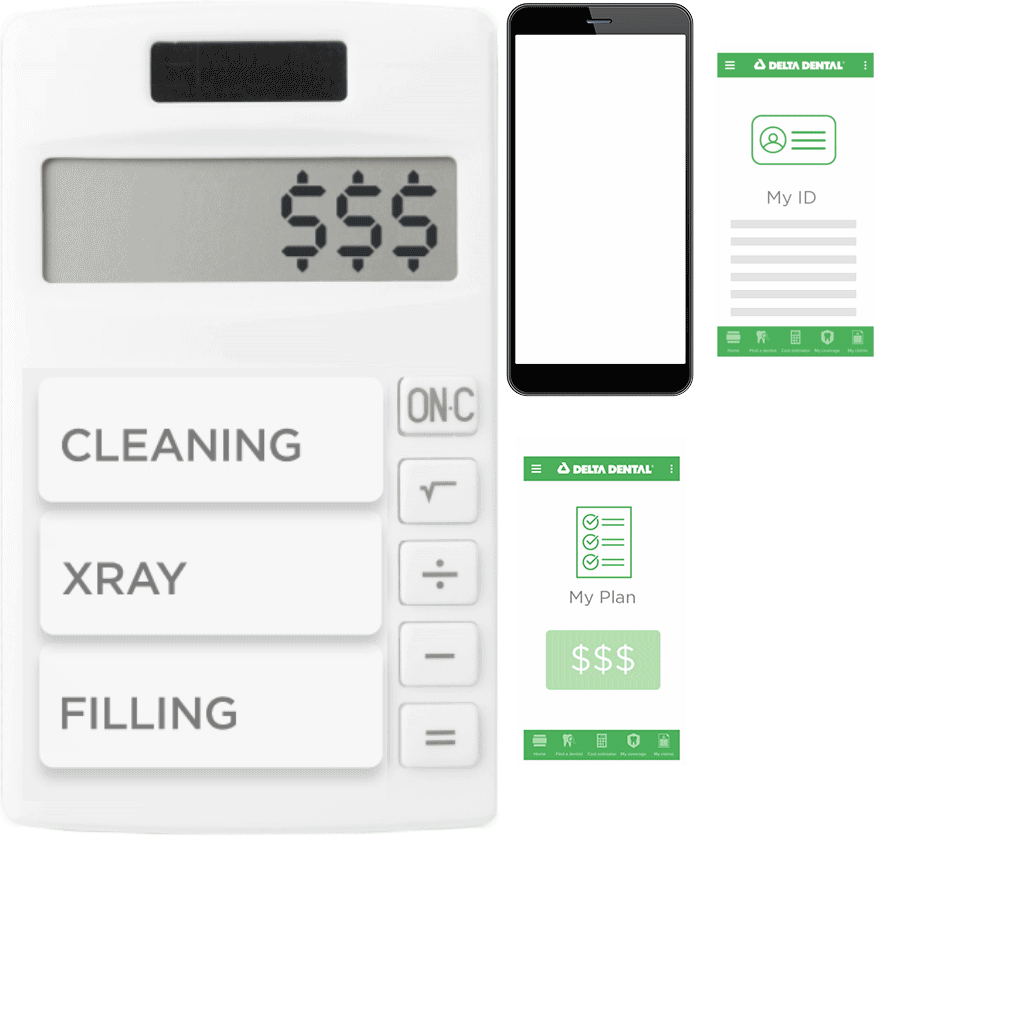 $$$
CLEANING
XRAY
FILLING
ON·C
√
÷
−
=
DELTA DENTAL®
My ID
Home Find a dentist Cost estimator My coverage My claims
DELTA DENTAL®
My Plan
$$$
Home Find a dentist Cost estimator My coverage My claims